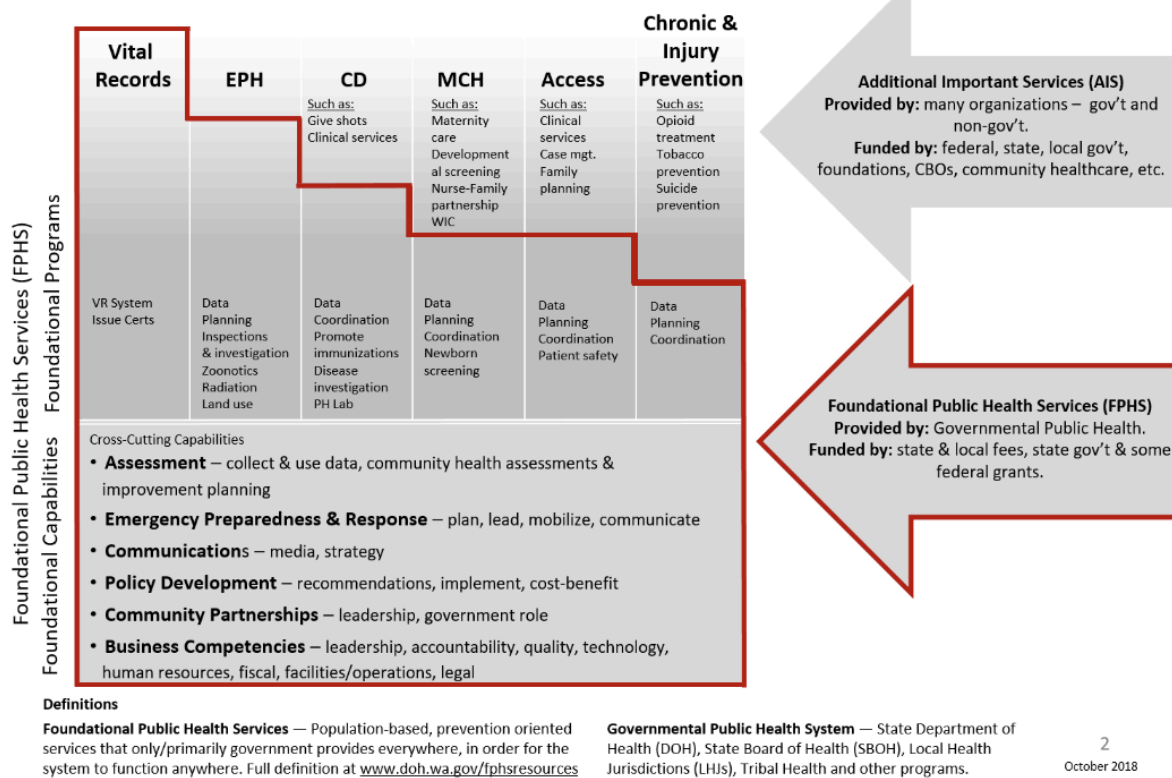 Vital
Records
EPH
CD
Such as:
Give shots
Clinical services
MCH
Such as:
Maternity
care
Development
al screening
Nurse-Family
partnership
WIC
Access
Such as:
Clinical
services
Case mgt.
Family
planning
Chronic &
Injury
Prevention
Such as:
Opioid
treatment
Tobacco
prevention
Suicide
prevention
Additional Important Services (AIS)
Provided by: many organizations – gov't and
non-gov't.
Funded by: federal, state, local gov't,
foundations, CBOs, community healthcare, etc.
Foundational Public Health Services (FPHS)
Foundational Programs
VR System
Issue Certs
Data
Planning
Inspections
& investigation
Zoonotics
Radiation
Land use
Data
Coordination
Promote
immunizations
Disease
investigation
PH Lab
Data
Planning
Coordination
Newborn
screening
Data
Planning
Coordination
Patient safety
Data
Planning
Coordination
Foundational Public Health Services (FPHS)
Provided by: Governmental Public Health.
Funded by: state & local fees, state gov't & some
federal grants.
Foundational Capabilities
Cross-Cutting Capabilities
• Assessment – collect & use data, community health assessments &
improvement planning
• Emergency Preparedness & Response – plan, lead, mobilize, communicate
• Communications – media, strategy
• Policy Development – recommendations, implement, cost-benefit
• Community Partnerships – leadership, government role
• Business Competencies – leadership, accountability, quality, technology,
human resources, fiscal, facilities/operations, legal
Definitions
Foundational Public Health Services — Population-based, prevention oriented
services that only/primarily government provides everywhere, in order for the
system to function anywhere. Full definition at www.doh.wa.gov/fphsresources
Governmental Public Health System — State Department of
Health (DOH), State Board of Health (SBOH), Local Health
Jurisdictions (LHJs), Tribal Health and other programs.
2
October 2018